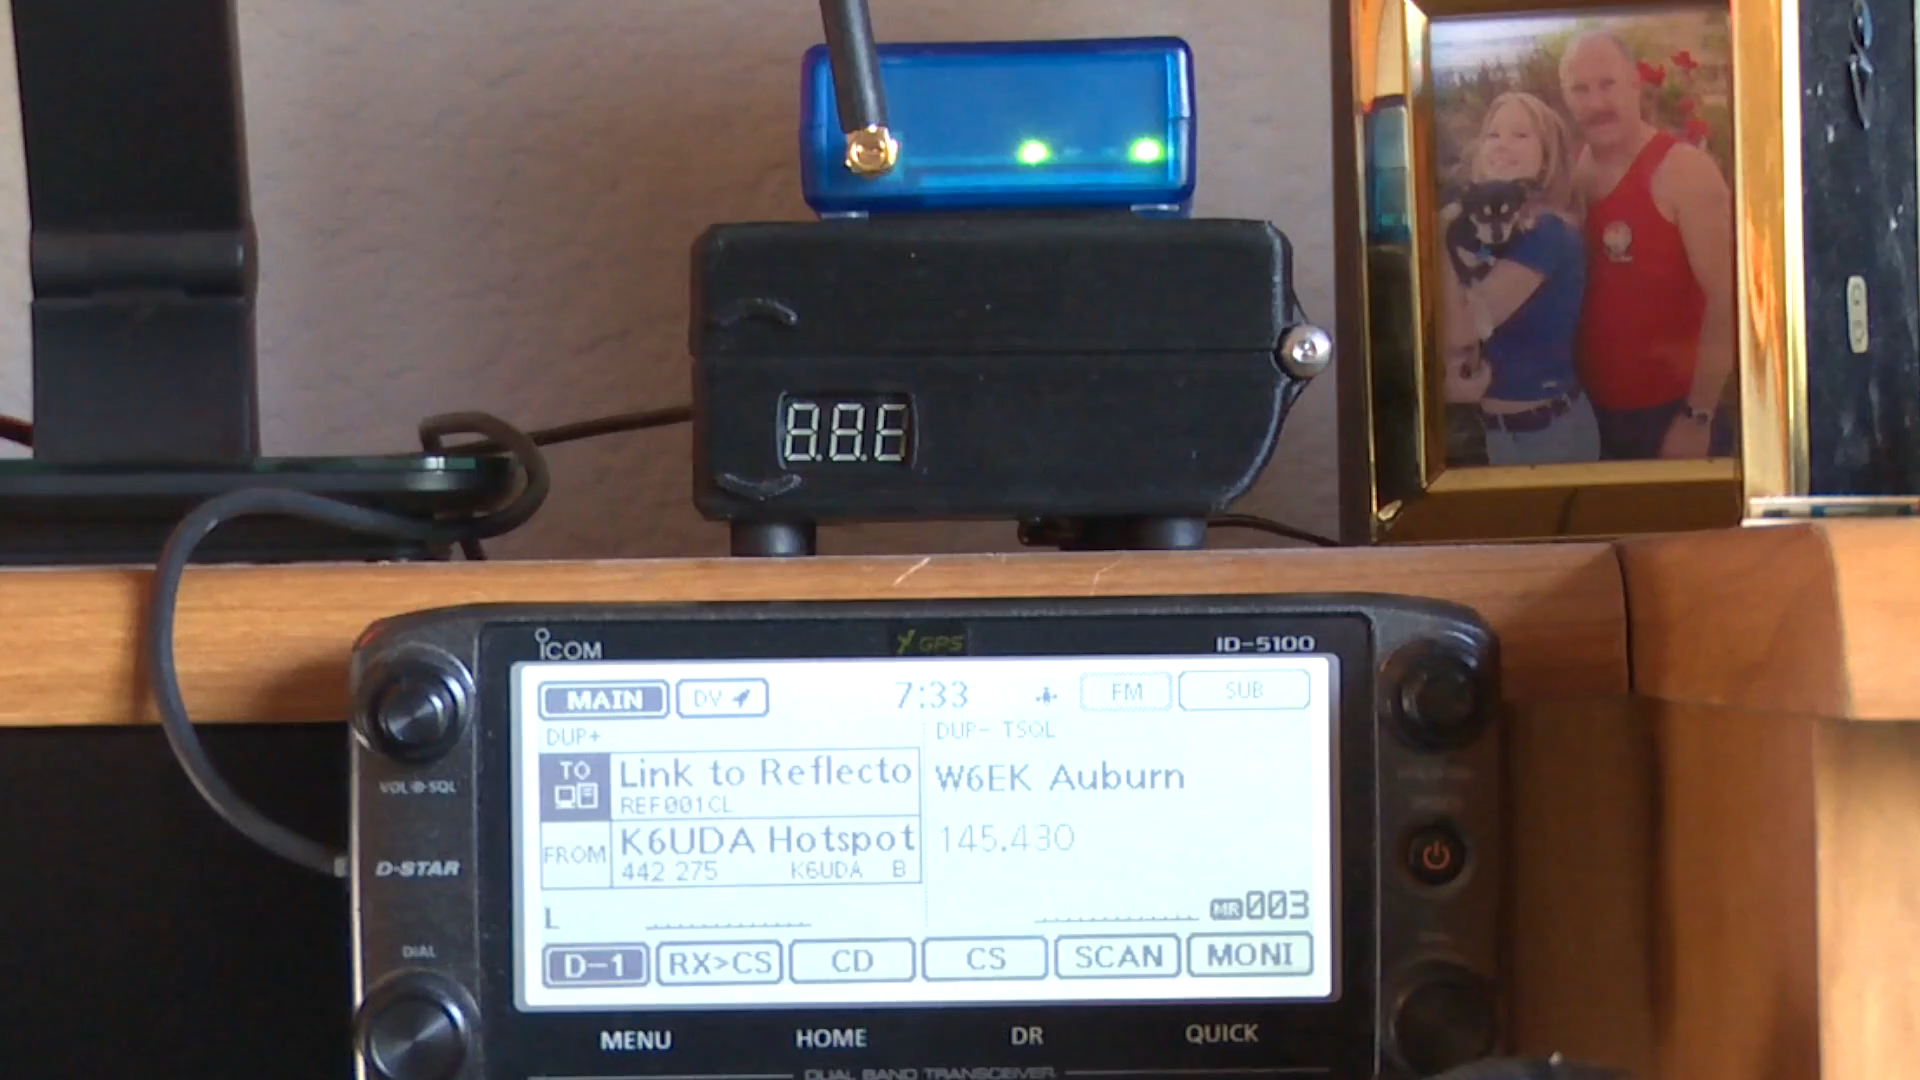 8.8.E
ICOM
GPS
ID-5100
MAIN
DV
7:33
FM
SUB
DUP+
DUP- TSQL
TO
Link to Reflecto
REF001CL
W6EK Auburn
FROM
K6UDA Hotspot
442 275 K6UDA B
145.430
L
MR 003
D-1
RX>CS
CD
CS
SCAN
MONI
VOL SQL
D-STAR
DIAL
MENU
HOME
DR
QUICK
DUAL BAND TRANSCEIVER